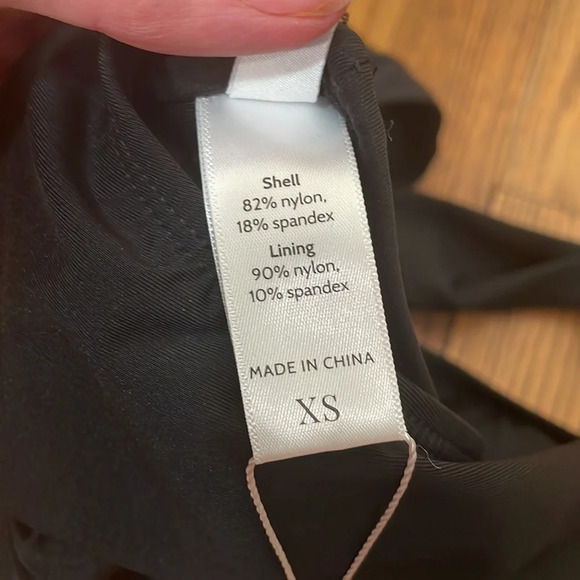 Shell
82% nylon,
18% spandex
Lining
90% nylon,
10% spandex
MADE IN CHINA
XS